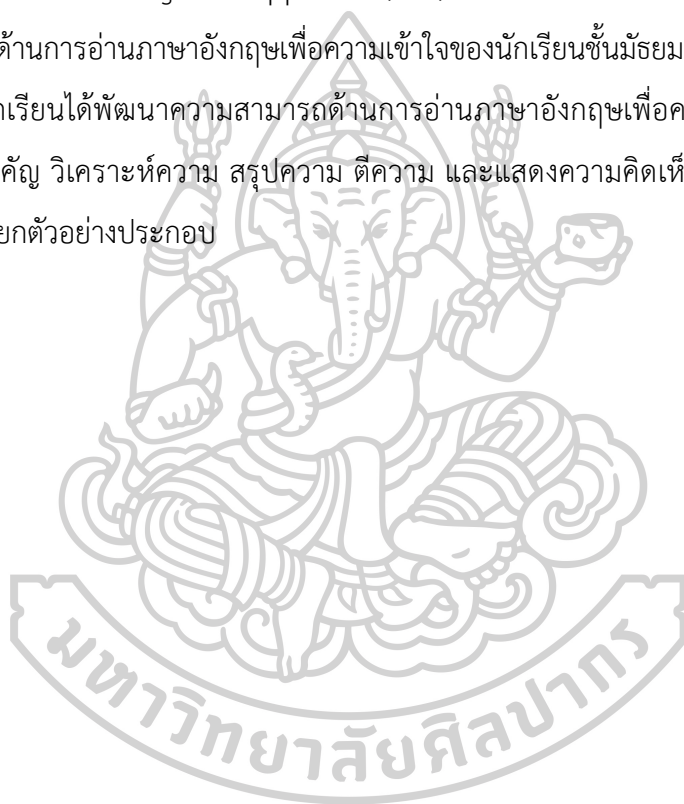 ด้านการอ่านภาษาอังกฤษเพื่อความเข้าใจของนักเรียนชั้นมัธยม
าเรียนได้พัฒนาความสามารถด้านการอ่านภาษาอังกฤษเพื่อค
คัญ วิเคราะห์ความ สรุปความ ตีความ และแสดงความคิดเห็
ยกตัวอย่างประกอบ
มหาวิทยาลัยศิลปากร